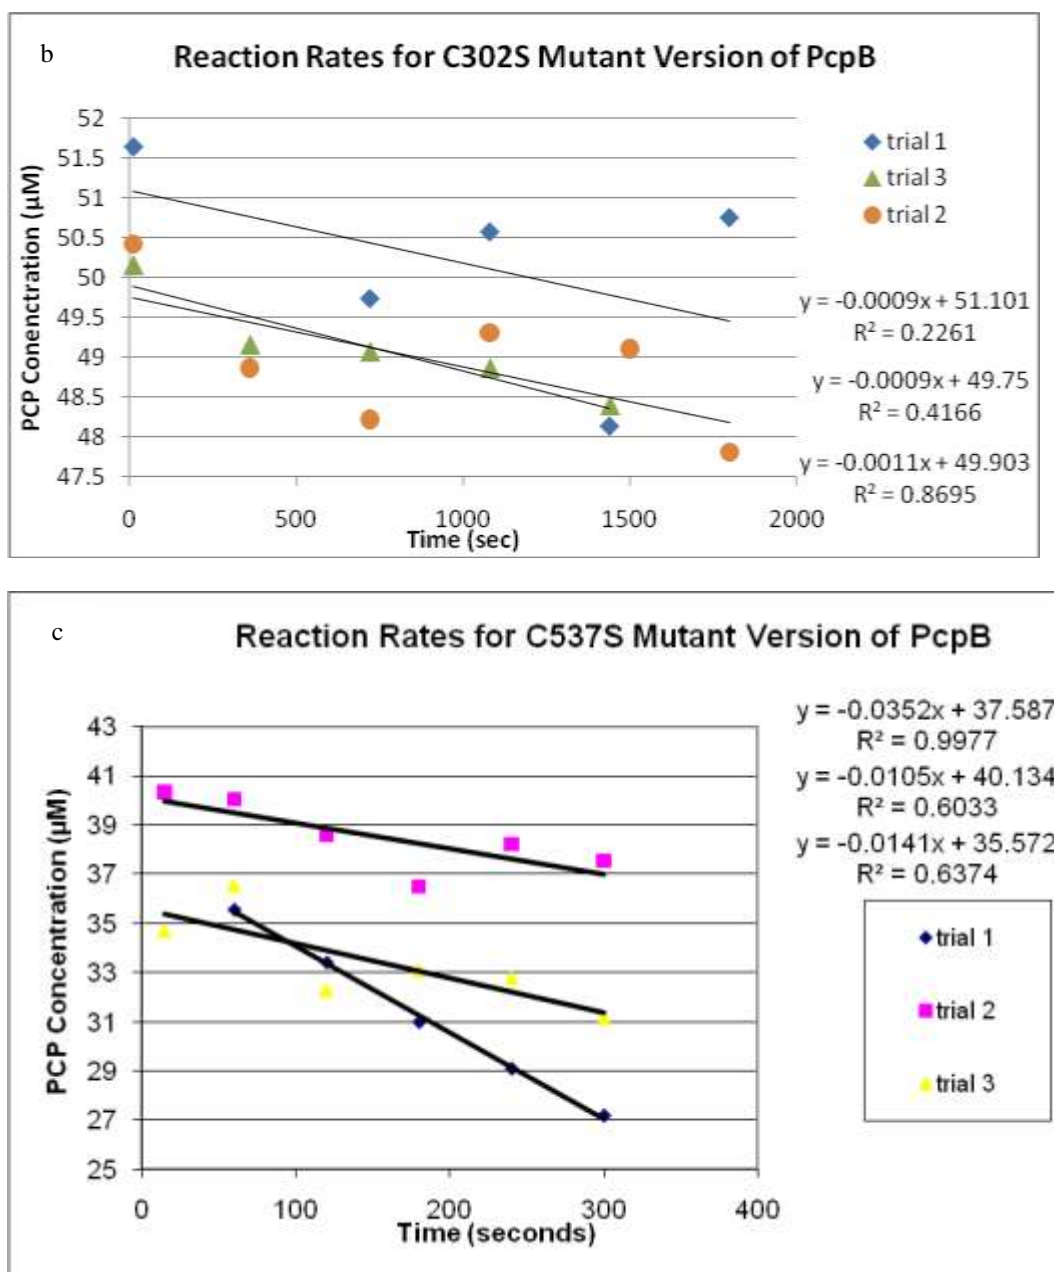 b
Reaction Rates for C302S Mutant Version of PcpB
PCP Conenctration (µM)
52
51.5
51
50.5
50
49.5
49
48.5
48
47.5
0
500
1000
1500
2000
Time (sec)
trial 1
trial 3
trial 2
y = -0.0009x + 51.101
R² = 0.2261
y = -0.0009x + 49.75
R² = 0.4166
y = -0.0011x + 49.903
R² = 0.8695
c
Reaction Rates for C537S Mutant Version of PcpB
PCP Concentration (µM)
43
41
39
37
35
33
31
29
27
25
0
100
200
300
400
Time (seconds)
y = -0.0352x + 37.587
R² = 0.9977
y = -0.0105x + 40.134
R² = 0.6033
y = -0.0141x + 35.572
R² = 0.6374
trial 1
trial 2
trial 3